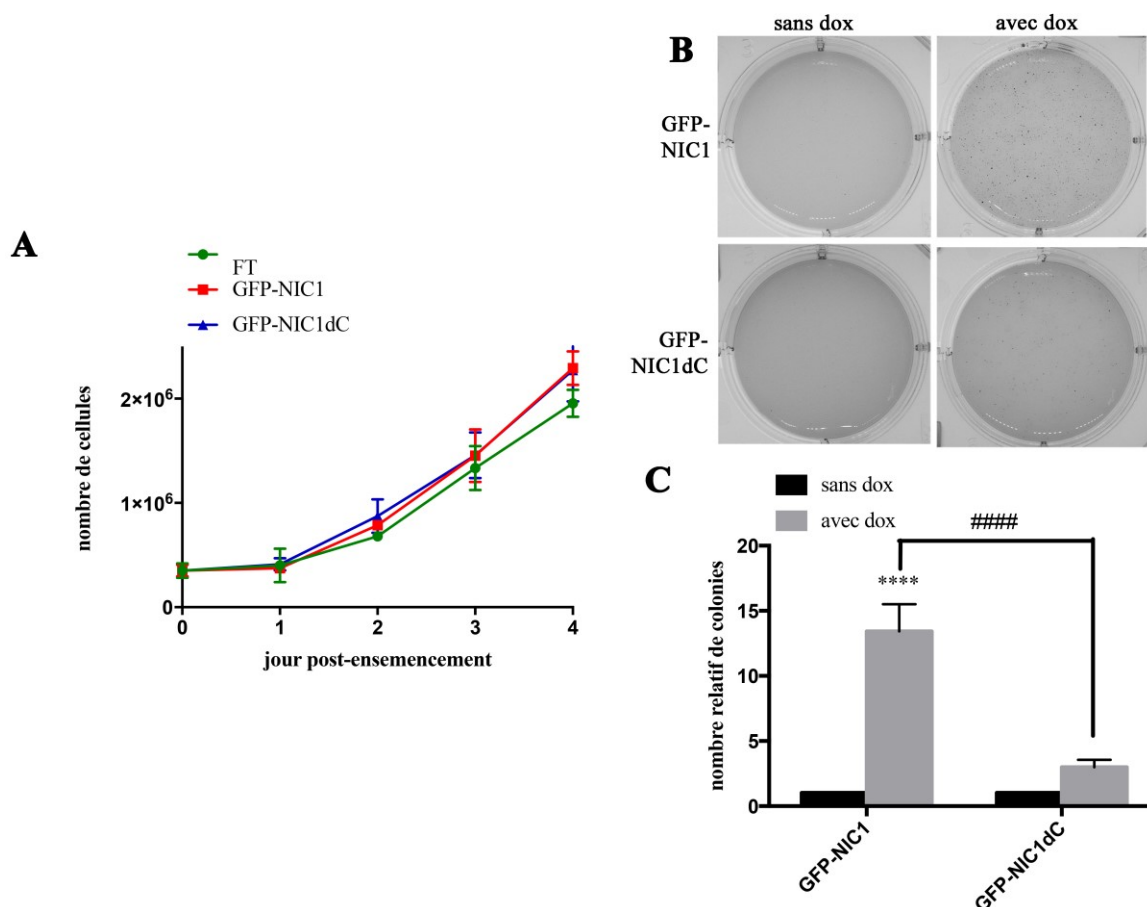 A
FT
GFP-NIC1
GFP-NIC1dC
nombre de cellules
2×10⁶
1×10⁶
0
0 1 2 3 4
jour post-ensemencement
B
sans dox avec dox
GFP-
NIC1
GFP-
NIC1dC
C
sans dox
avec dox
####
****
nombre relatif de colonies
20
15
10
5
0
GFP-NIC1
GFP-NIC1dC